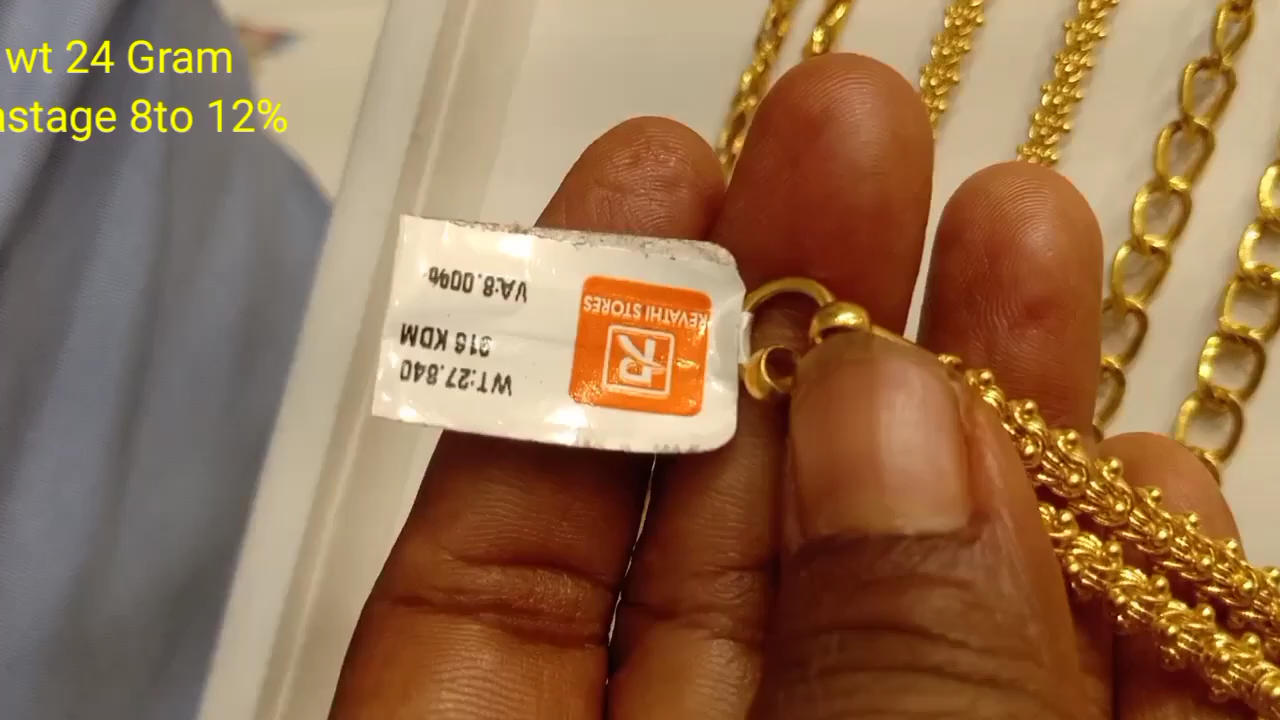 wt 24 Gram
astage 8to 12%
WT:27.840
916 KDM
VA:8.00%
REVATHI STORES
R